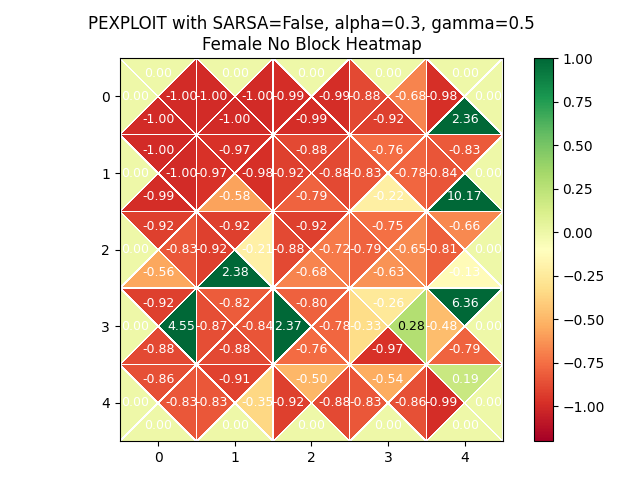 PEXPLOIT with SARSA=False, alpha=0.3, gamma=0.5
Female No Block Heatmap
0.00 0.00 0.00 0.00 0.00
0 0.00 -1.00 -1.00 -1.00 -0.99 -0.99 -0.88 -0.68 -0.98 0.00
-1.00 -1.00 -0.99 -0.92 2.36
-1.00 -0.97 -0.88 -0.76 -0.83
1 0.00 -1.00 -0.97 -0.98 -0.92 -0.88 -0.83 -0.78 -0.84 0.00
-0.99 -0.58 -0.79 -0.22 10.17
-0.92 -0.92 -0.92 -0.75 -0.66
2 0.00 -0.83 -0.92 -0.21 -0.88 -0.72 -0.79 -0.65 -0.81 0.00
-0.56 2.38 -0.68 -0.63
-0.92 -0.82 -0.80 -0.26 6.36
3 0.00 4.55 -0.87 -0.84 2.37 -0.78 -0.33 0.28 -0.48 0.00
-0.88 -0.88 -0.76 -0.97 -0.79
-0.86 -0.91 -0.50 -0.54 0.19
4 0.00 -0.83 -0.83 -0.35 -0.92 -0.88 -0.83 -0.86 -0.99 0.00
0.00 0.00 0.00 0.00 0.00
0 1 2 3 4
1.00
0.75
0.50
0.25
0.00
−0.25
−0.50
−0.75
−1.00